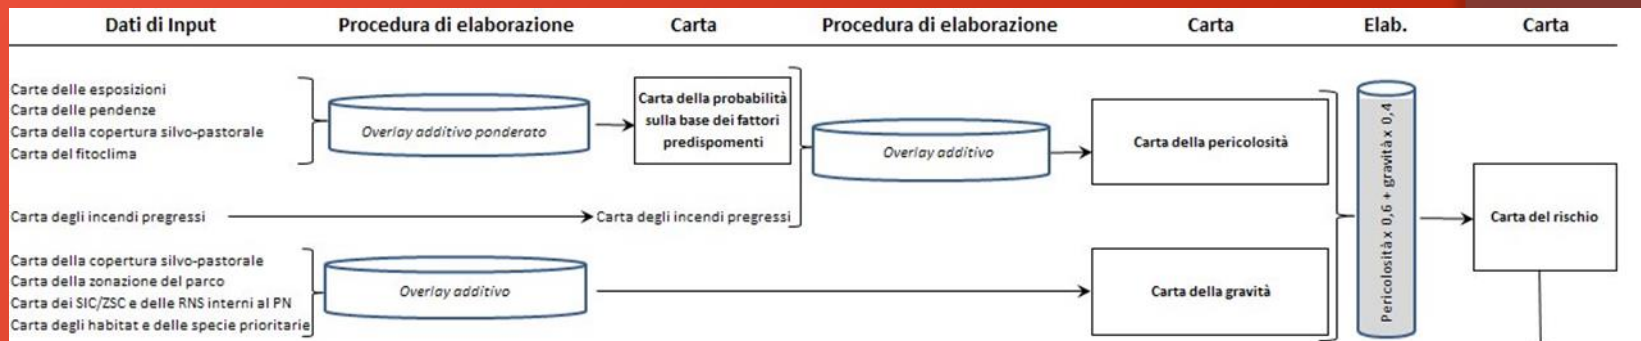 Dati di Input
Procedura di elaborazione
Carta
Procedura di elaborazione
Carta
Elab.
Carta
Carte delle esposizioni
Carta delle pendenze
Carta della copertura silvo-pastorale
Carta del fitoclima
Overlay additivo ponderato
Carta della probabilità
sulla base dei fattori
predispomenti
Overlay additivo
Carta della pericolosità
Carta degli incendi pregressi
Carta degli incendi pregressi
Carta della copertura silvo-pastorale
Carta della zonazione del parco
Carta dei SIC/ZSC e delle RNS interni al PN
Carta degli habitat e delle specie prioritarie
Overlay additivo
Carta della gravità
Pericolosità x 0,6 + gravità x 0,4
Carta del rischio